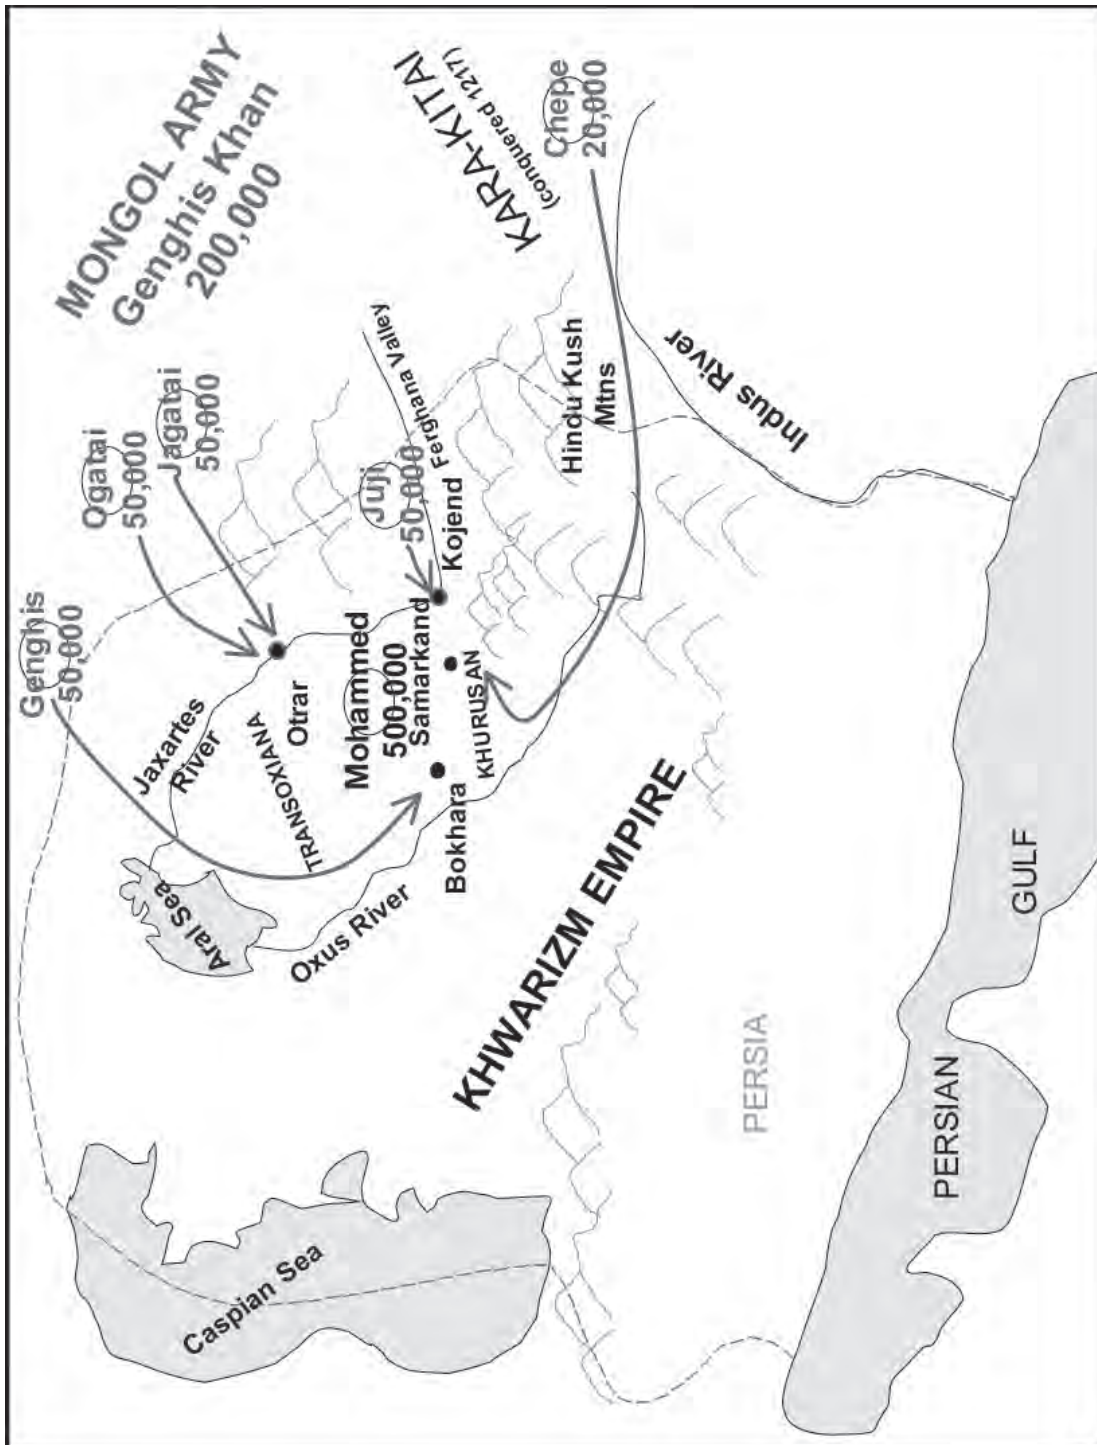 MONGOL ARMY
Genghis Khan
200,000
KARA-KITAI
(conquered 1217)
Chepe
20,000
Ogatai
50,000
Jagatai
50,000
Genghis
50,000
Juji
50,000
Ferghana Valley
Kojend
Jaxartes
River
Otrar
TRANSOXIANA
Mohammed
500,000
Samarkand
KHURUSAN
Bokhara
Aral Sea
Oxus River
Hindu Kush
Mtns
Indus River
KHWARIZM EMPIRE
PERSIA
Caspian Sea
PERSIAN
GULF